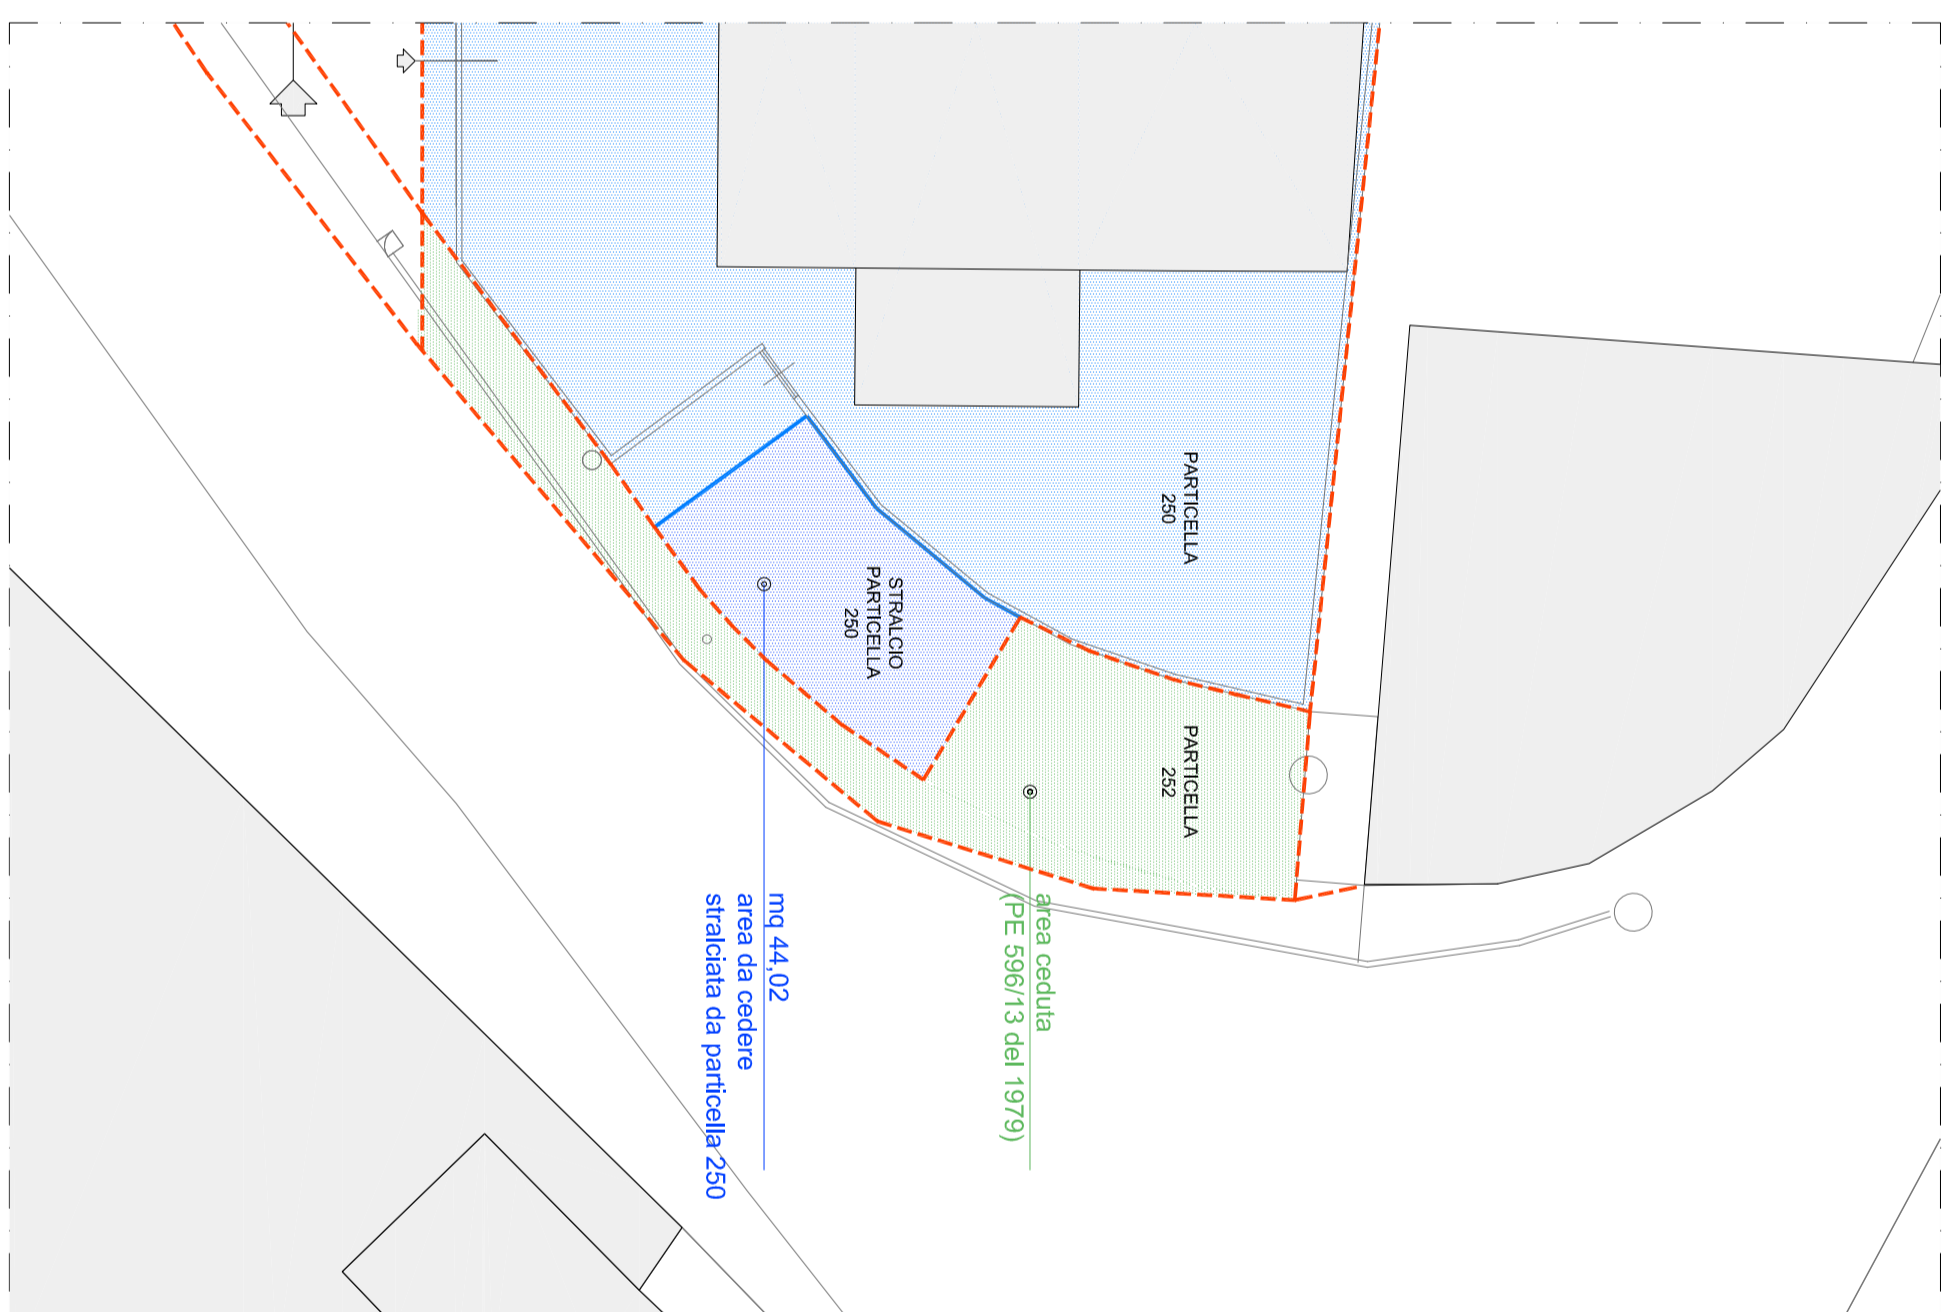 PARTICELLA
250
STRALCIO
PARTICELLA
250
PARTICELLA
252
area ceduta
(PE 596/13 del 1979)
mq 44,02
area da cedere
stralciata da particella 250